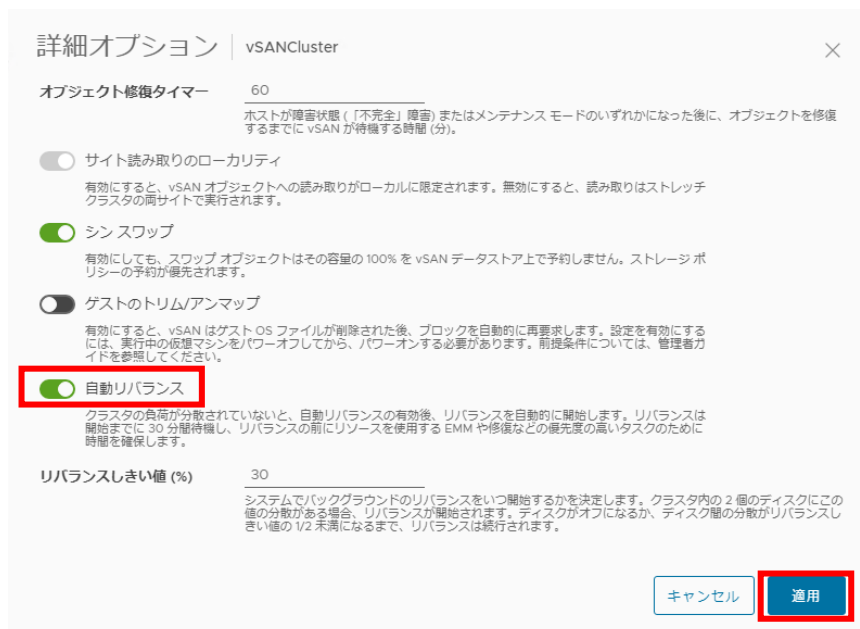 詳細オプション vSANCluster
オブジェクト修復タイマー 60
ホストが障害状態 (「不完全」障害) またはメンテナンス モードのいずれかになった後に、オブジェクトを修復
するまでに vSAN が待機する時間 (分)。
サイト読み取りのローカリティ
有効にすると、vSAN オブジェクトへの読み取りがローカルに限定されます。無効にすると、読み取りはストレッチ
クラスタの両サイトで実行されます。
シン スワップ
有効にしても、スワップ オブジェクトはその容量の 100% を vSAN データストア上で予約しません。ストレージ ポ
リシーの予約が優先されます。
ゲストのトリム/アンマップ
有効にすると、vSAN はゲスト OS ファイルが削除された後、ブロックを自動的に再要求します。設定を有効にする
には、実行中の仮想マシンをパワーオフしてから、パワーオンする必要があります。前提条件については、管理者ガ
イドを参照してください。
自動リバランス
クラスタの負荷が分散されていないと、自動リバランスの有効後、リバランスを自動的に開始します。リバランスは
開始までに 30 分間待機し、リバランスの前にリソースを使用する EMM や修復などの優先度の高いタスクのために
時間を確保します。
リバランスしきい値 (%) 30
システムでバックグラウンドのリバランスをいつ開始するかを決定します。クラスタ内の 2 個のディスクにこの
値の分散がある場合、リバランスが開始されます。ディスクがオフになるか、ディスク間の分散がリバランスし
きい値の 1/2 未満になるまで、リバランスは続行されます。
キャンセル 適用